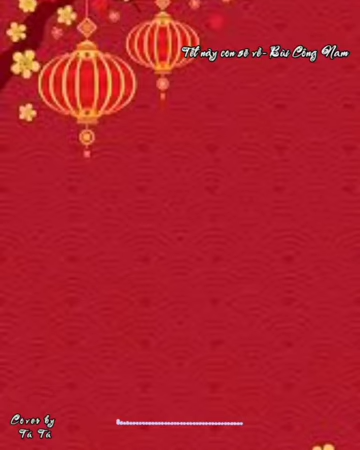 Tết này con sẽ về- Bùi Công Nam
Cover by
Tú Tú